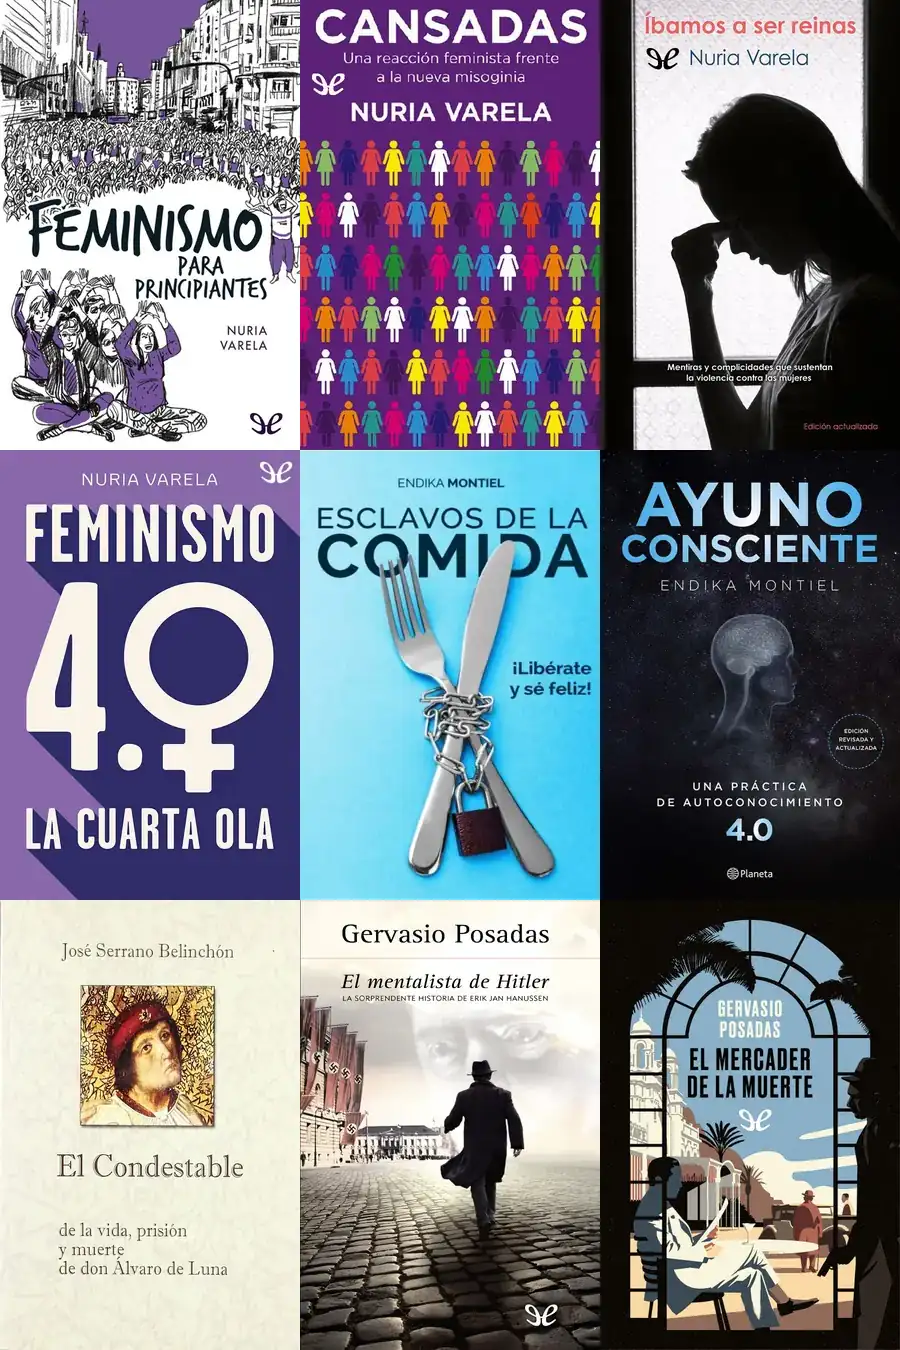 FEMINISMO
PARA
PRINCIPIANTES
NURIA
VARELA
CANSADAS
Una reacción feminista frente
a la nueva misoginia
NURIA VARELA
Íbamos a ser reinas
Nuria Varela
Mentiras y complicidades que sustentan
la violencia contra las mujeres
Edición actualizada
NURIA VARELA
FEMINISMO
4.0
LA CUARTA OLA
ENDIKA MONTIEL
ESCLAVOS DE LA
COMIDA
¡Libérate
y sé feliz!
AYUNO
CONSCIENTE
ENDIKA MONTIEL
EDICIÓN
REVISADA Y
ACTUALIZADA
UNA PRÁCTICA
DE AUTOCONOCIMIENTO
4.0
Planeta
José Serrano Belinchón
El Condestable
de la vida, prisión
y muerte
de don Álvaro de Luna
Gervasio Posadas
El mentalista de Hitler
LA SORPRENDENTE HISTORIA DE ERIK JAN HANUSSEN
GERVASIO
POSADAS
EL MERCADER
DE LA MUERTE